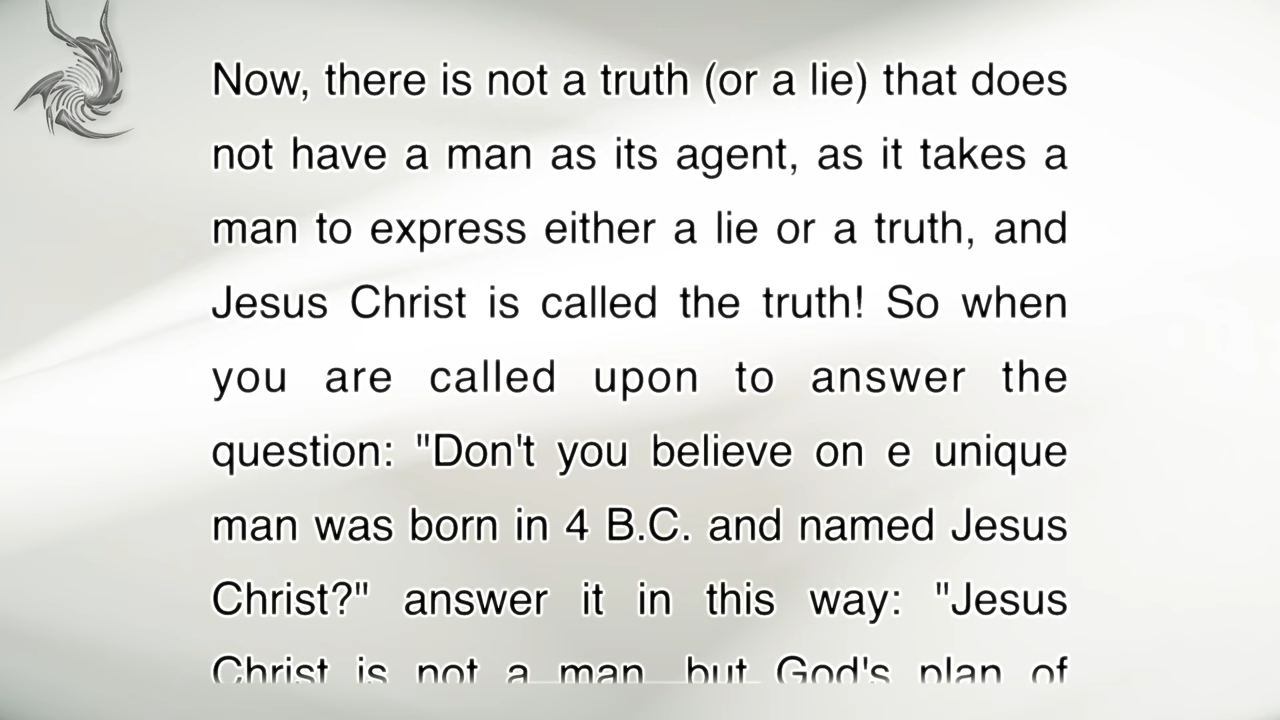 Now, there is not a truth (or a lie) that does
not have a man as its agent, as it takes a
man to express either a lie or a truth, and
Jesus Christ is called the truth! So when
you are called upon to answer the
question: "Don't you believe on e unique
man was born in 4 B.C. and named Jesus
Christ?" answer it in this way: "Jesus
Christ is not a man, but God's plan of